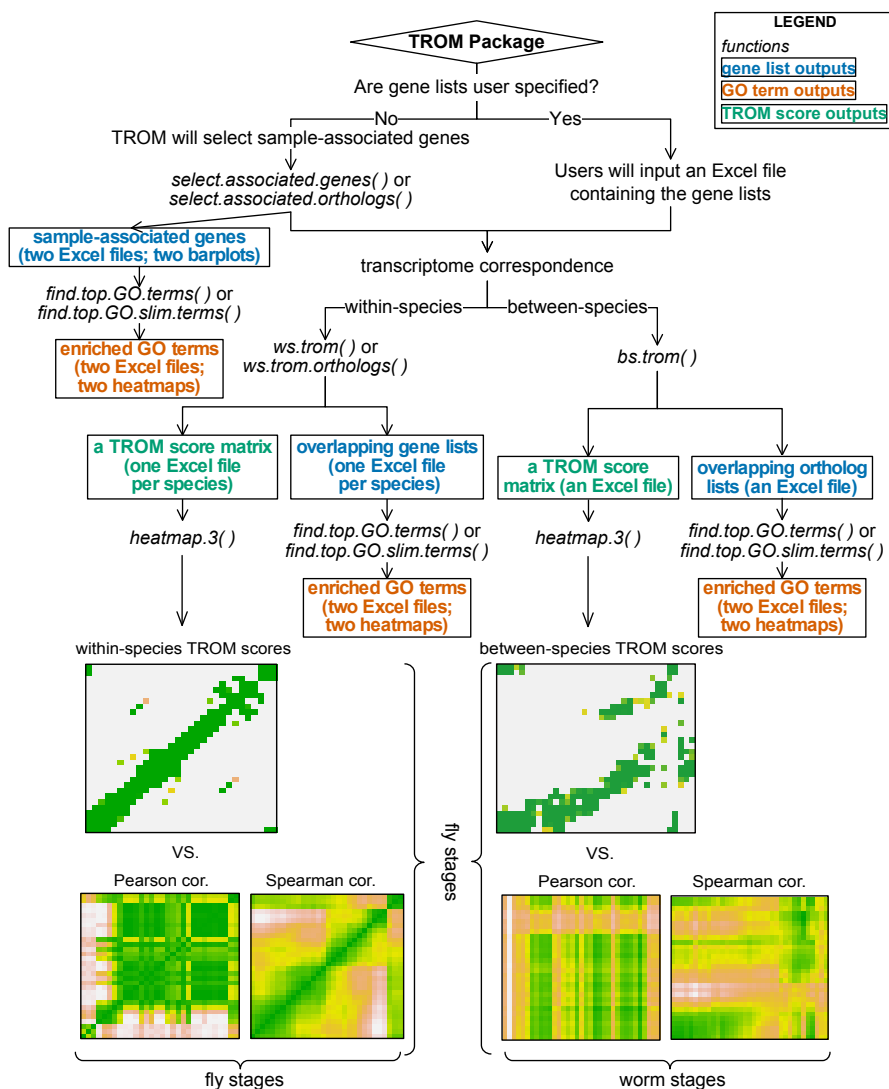 TROM Package
LEGEND
functions
gene list outputs
GO term outputs
TROM score outputs
Are gene lists user specified?
No
Yes
TROM will select sample-associated genes
select.associated.genes( ) or
select.associated.orthologs( )
Users will input an Excel file
containing the gene lists
sample-associated genes
(two Excel files; two barplots)
find.top.GO.terms( ) or
find.top.GO.slim.terms( )
enriched GO terms
(two Excel files;
two heatmaps)
transcriptome correspondence
within-species
between-species
ws.trom( ) or
ws.trom.orthologs( )
bs.trom( )
a TROM score matrix
(one Excel file
per species)
overlapping gene lists
(one Excel file
per species)
a TROM score
matrix (an Excel file)
overlapping ortholog
lists (an Excel file)
heatmap.3( )
find.top.GO.terms( ) or
find.top.GO.slim.terms( )
enriched GO terms
(two Excel files;
two heatmaps)
heatmap.3( )
find.top.GO.terms( ) or
find.top.GO.slim.terms( )
enriched GO terms
(two Excel files;
two heatmaps)
within-species TROM scores
between-species TROM scores
fly stages
VS.
VS.
Pearson cor.
Spearman cor.
Pearson cor.
Spearman cor.
fly stages
worm stages